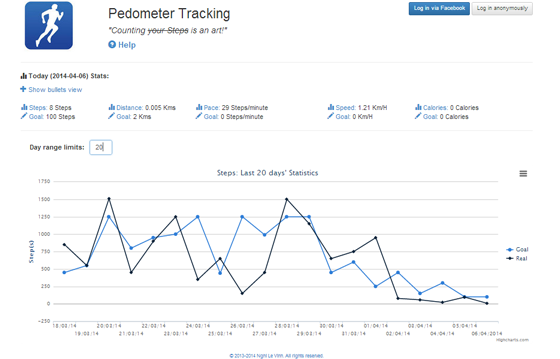 Pedometer Tracking
Log in via Facebook
Log in anonymously
"Counting your Steps is an art!"
Help
Today (2014-04-06) Stats:
Show bullets view
Steps: 8 Steps
Distance: 0.005 Kms
Pace: 29 Steps/minute
Speed: 1.21 KM/H
Calories: 0 Calories
Goal: 100 Steps
Goal: 2 Kms
Goal: 0 Steps/minute
Goal: 0 Km/H
Goal: 0 Calories
Day range limits: 20
Steps: Last 20 days' Statistics
1750
1500
1250
1000
750
500
250
0
-250
Step(s)
Goal
Real
18/03/14 20/03/14 22/03/14 24/03/14 26/03/14 28/03/14 30/03/14 01/04/14 03/04/14 05/04/14
19/03/14 21/03/14 23/03/14 25/03/14 27/03/14 29/03/14 31/03/14 02/04/14 04/04/14 06/04/2014
Highcharts.com
© 2013-2014 Nghi Le Vinh. All rights reserved.